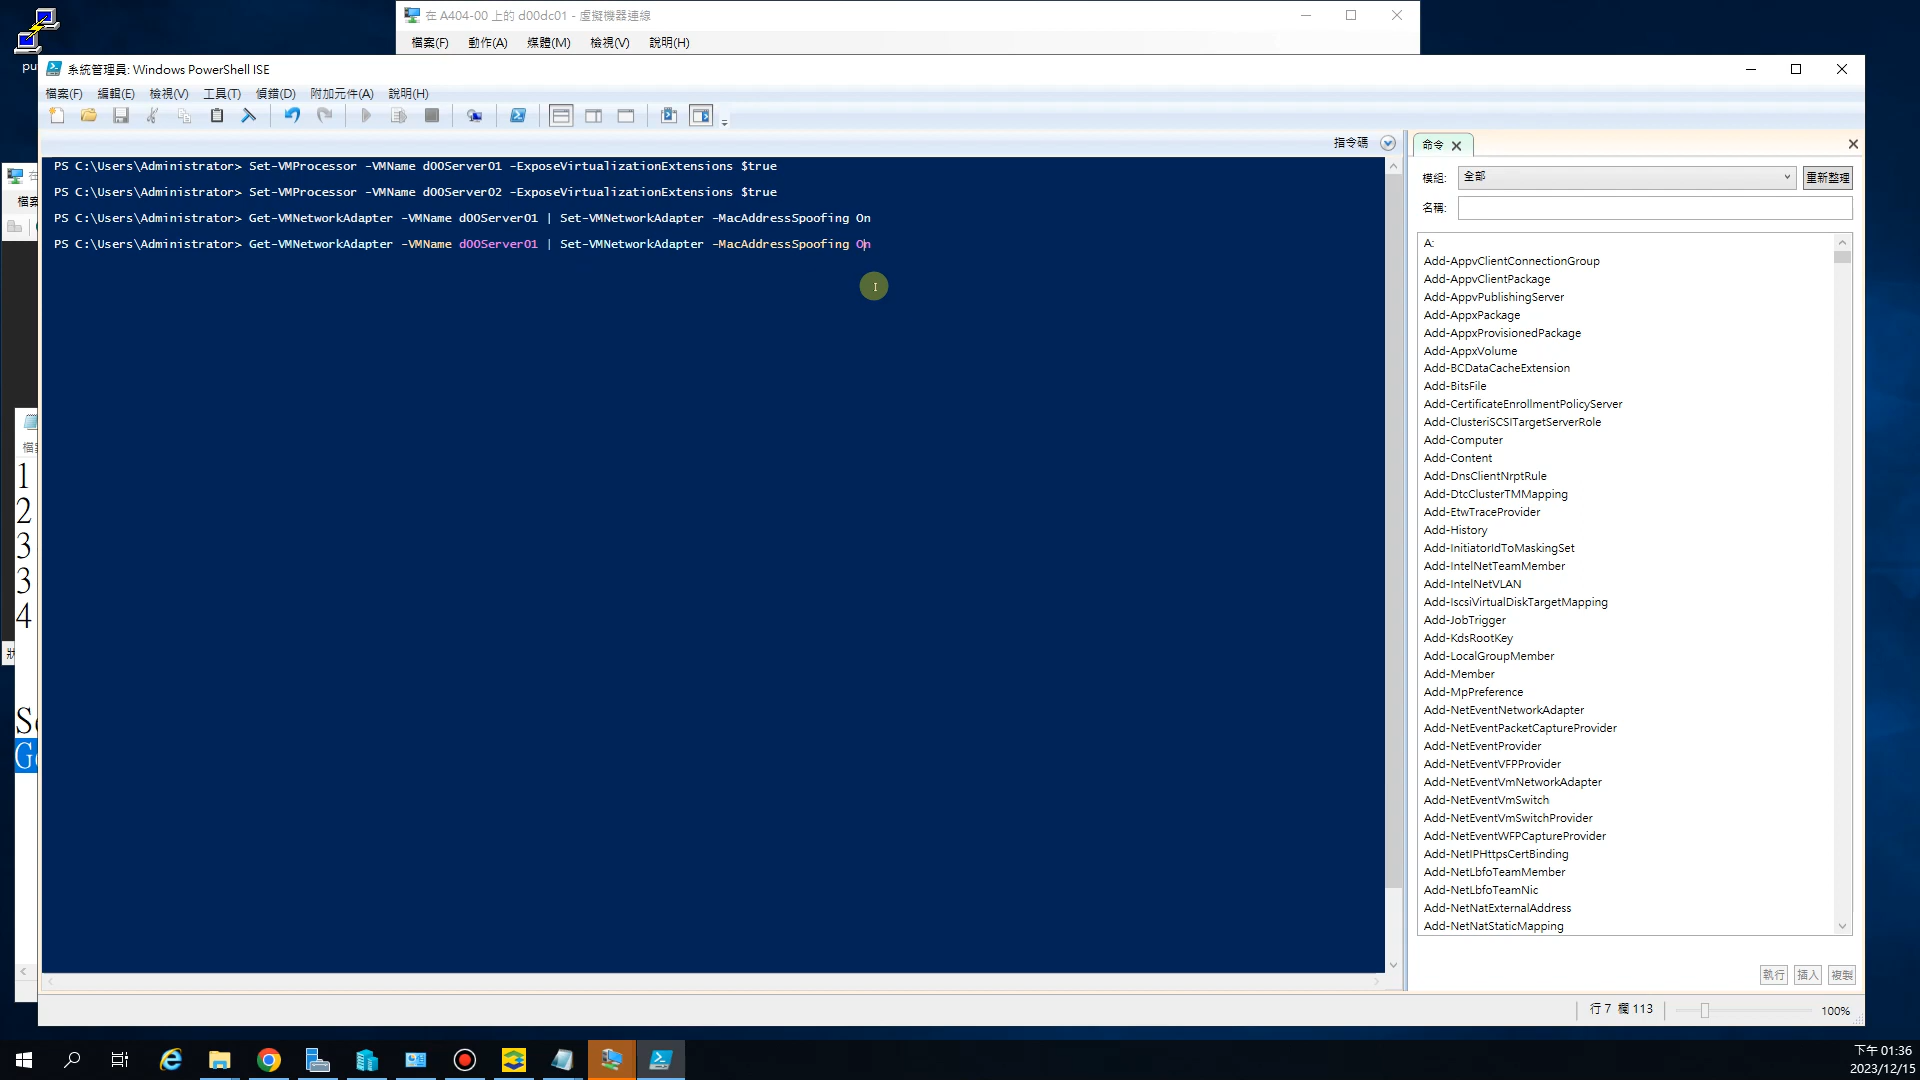 在 A404-00 上的 d00dc01 - 虛擬機器連線
檔案(F) 動作(A) 媒體(M) 檢視(V) 說明(H)
系統管理員: Windows PowerShell ISE
檔案(F) 編輯(E) 檢視(V) 工具(T) 偵錯(D) 附加元件(A) 說明(H)
指令碼
PS C:\Users\Administrator> Set-VMProcessor -VMName d00Server01 -ExposeVirtualizationExtensions $true
PS C:\Users\Administrator> Set-VMProcessor -VMName d00Server02 -ExposeVirtualizationExtensions $true
PS C:\Users\Administrator> Get-VMNetworkAdapter -VMName d00Server01 | Set-VMNetworkAdapter -MacAddressSpoofing On
PS C:\Users\Administrator> Get-VMNetworkAdapter -VMName d00Server01 | Set-VMNetworkAdapter -MacAddressSpoofing On
命令
模組: 全部 重新整理
名稱:
A:
Add-AppvClientConnectionGroup
Add-AppvClientPackage
Add-AppvPublishingServer
Add-AppxPackage
Add-AppxProvisionedPackage
Add-AppxVolume
Add-BCDataCacheExtension
Add-BitsFile
Add-CertificateEnrollmentPolicyServer
Add-ClusteriSCSITargetServerRole
Add-Computer
Add-Content
Add-DnsClientNrptRule
Add-DtcClusterTMMapping
Add-EtwTraceProvider
Add-History
Add-InitiatorIdToMaskingSet
Add-IntelNetTeamMember
Add-IntelNetVLAN
Add-IscsiVirtualDiskTargetMapping
Add-JobTrigger
Add-KdsRootKey
Add-LocalGroupMember
Add-Member
Add-MpPreference
Add-NetEventNetworkAdapter
Add-NetEventPacketCaptureProvider
Add-NetEventProvider
Add-NetEventVFPProvider
Add-NetEventVmNetworkAdapter
Add-NetEventVmSwitch
Add-NetEventVmSwitchProvider
Add-NetEventWFPCaptureProvider
Add-NetIPHttpsCertBinding
Add-NetLbfoTeamMember
Add-NetLbfoTeamNic
Add-NetNatExternalAddress
Add-NetNatStaticMapping
執行 插入 複製
行 7 欄 113 100%
1
2
3
3
4
下午 01:36
2023/12/15